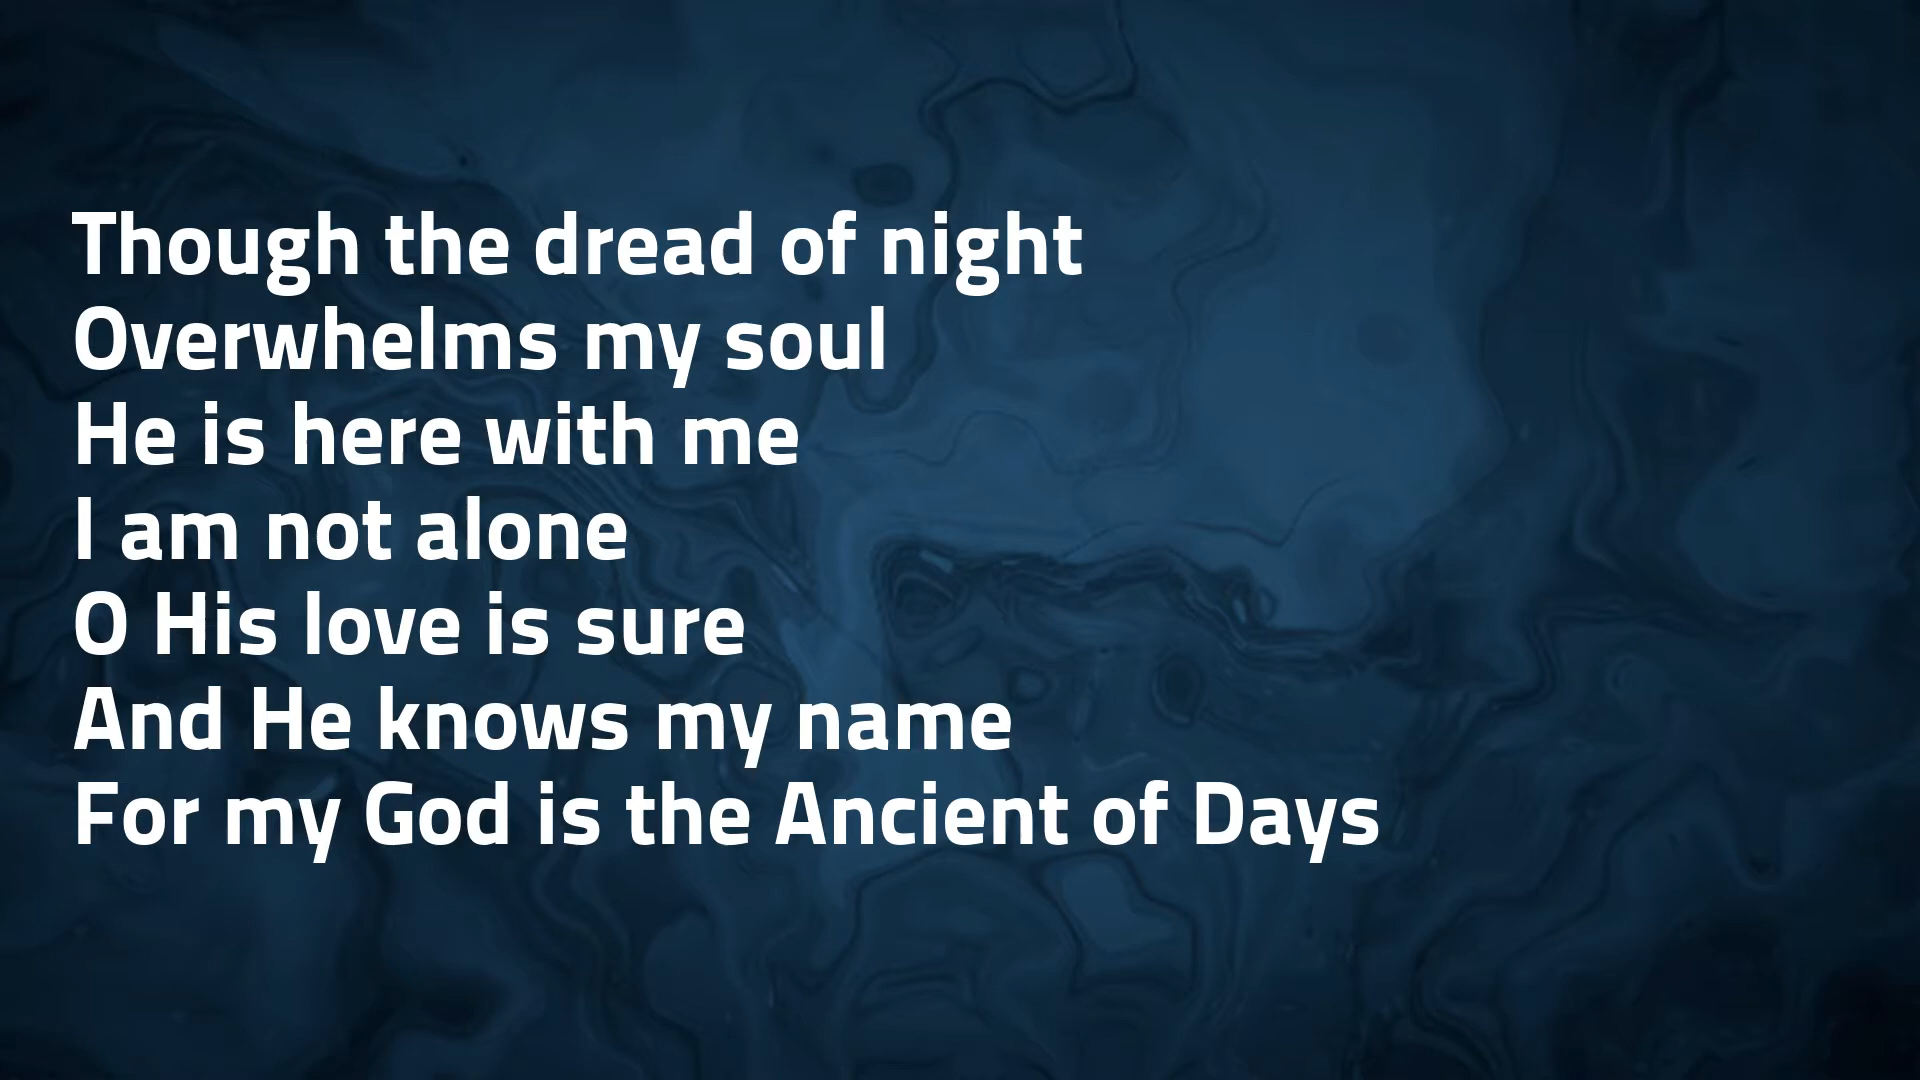 Though the dread of night
Overwhelms my soul
He is here with me
I am not alone
O His love is sure
And He knows my name
For my God is the Ancient of Days